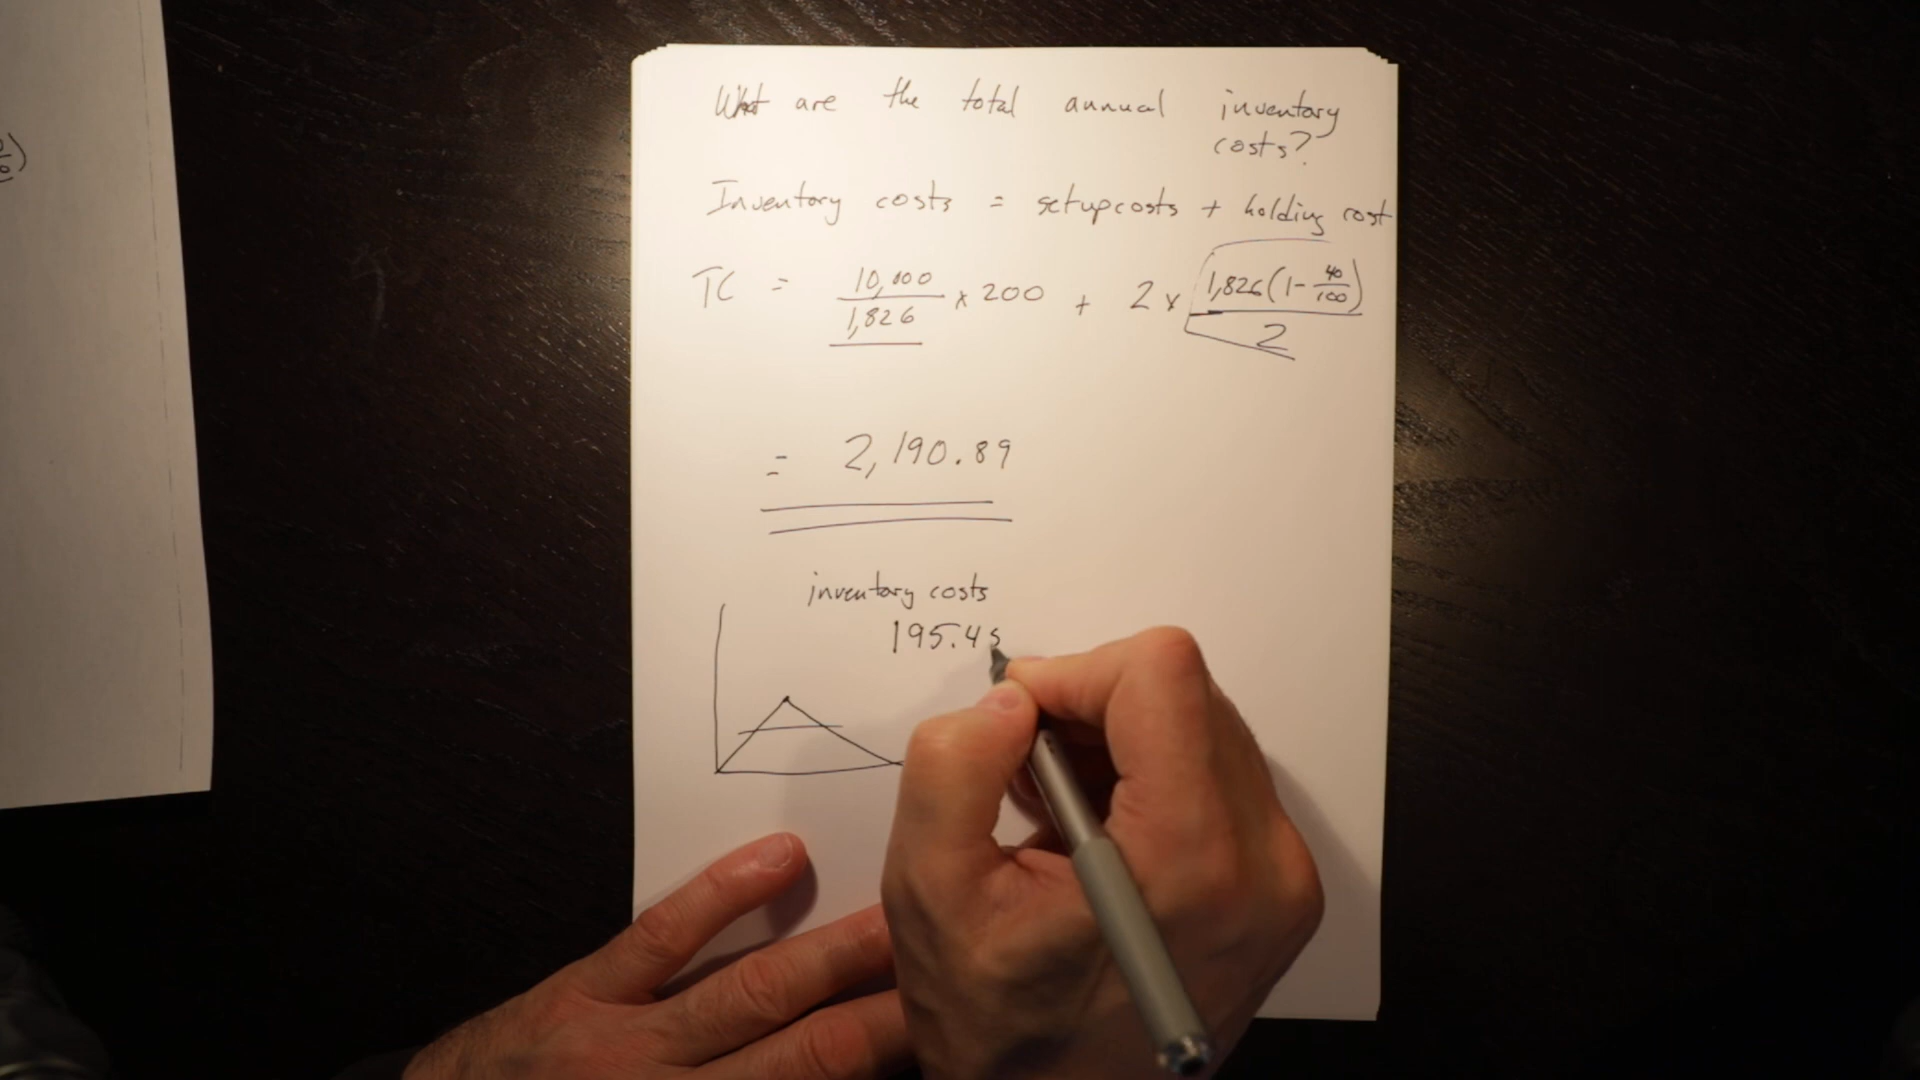 What are the total annual inventory
costs?
Inventory costs = setupcosts + holding cost
TC = 10,000 / 1,826 x 200 + 2 x 1,826(1 - 40/100) / 2
= 2,190.89
inventory costs
195.45